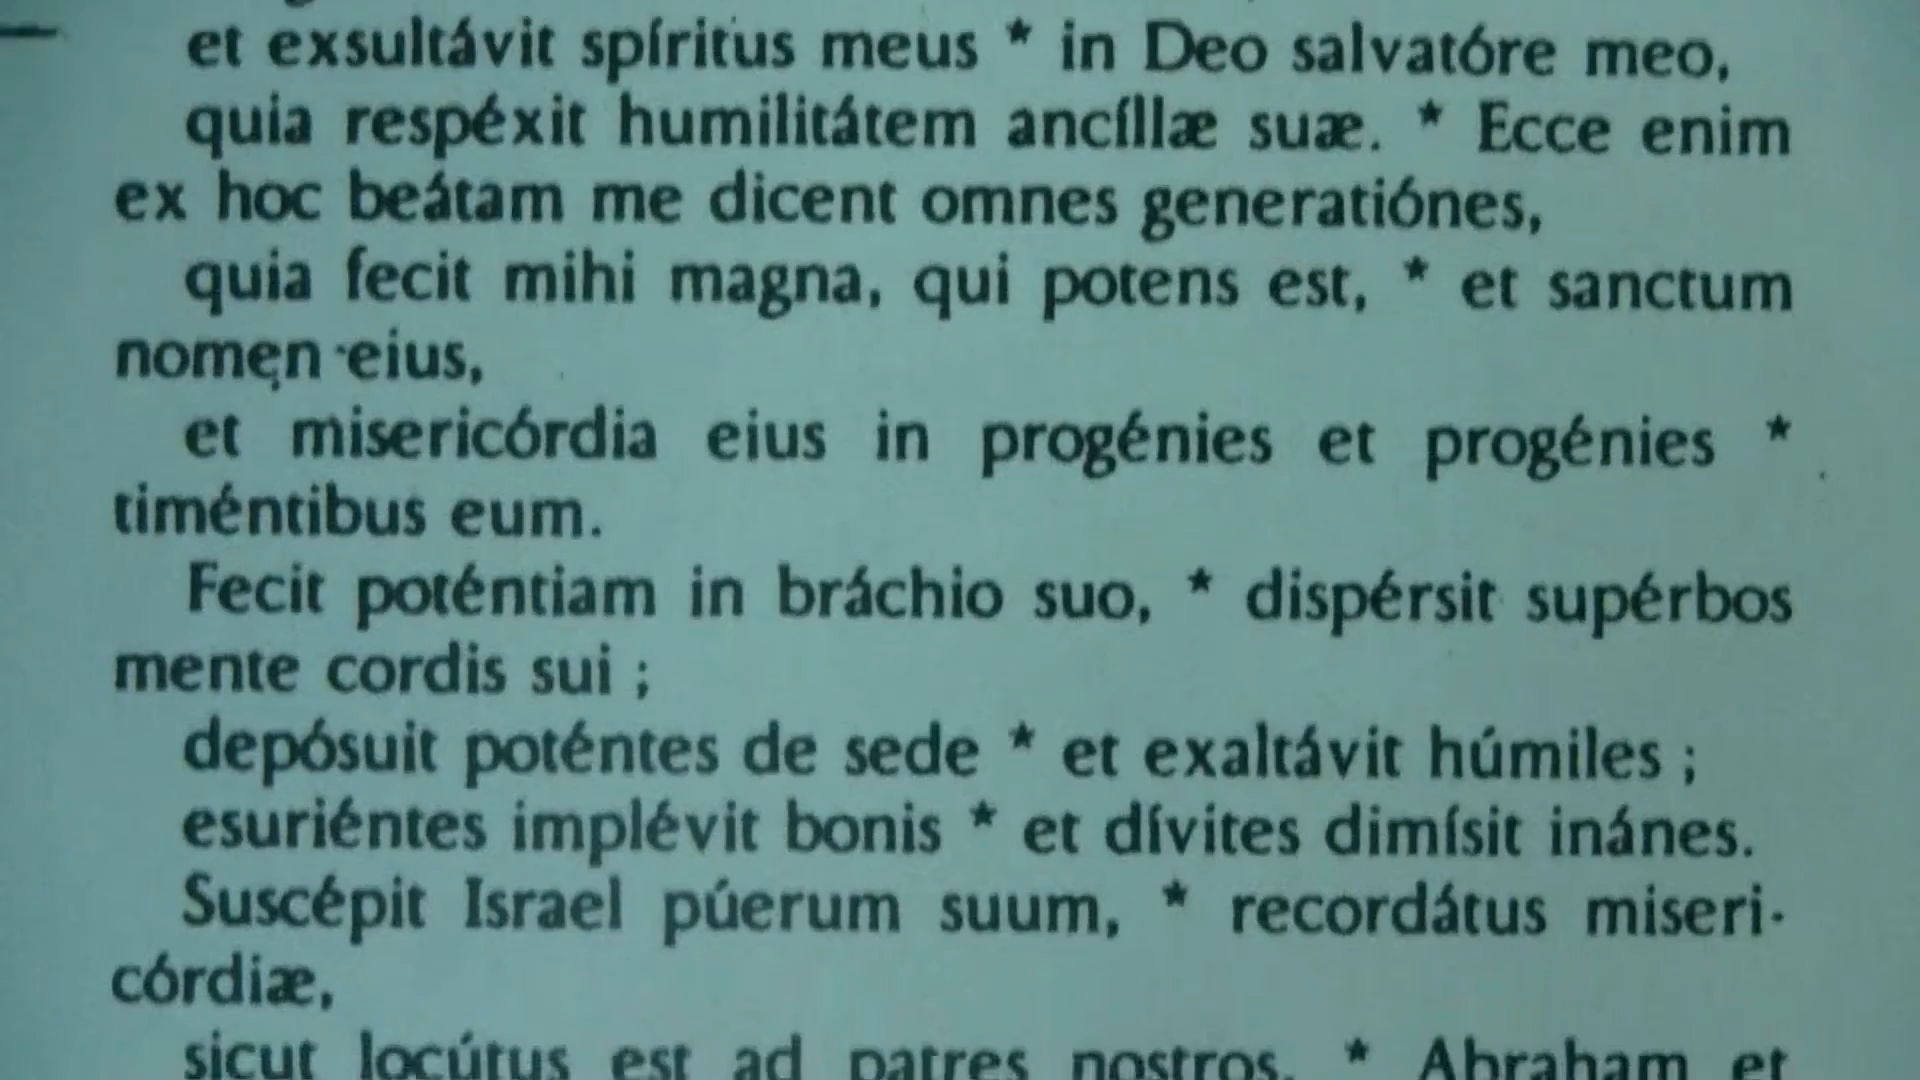 et exsultávit spíritus meus * in Deo salvatóre meo,
quia respéxit humilitátem ancíllæ suæ. * Ecce enim
ex hoc beátam me dicent omnes generatiónes,
quia fecit mihi magna, qui potens est, * et sanctum
nomen eius,
et misericórdia eius in progénies et progénies *
timéntibus eum.
Fecit poténtiam in bráchio suo, * dispérsit supérbos
mente cordis sui ;
depósuit poténtes de sede * et exaltávit húmiles ;
esuriéntes implévit bonis * et dívites dimísit inánes.
Suscépit Israel púerum suum, * recordátus miseri-
córdiæ,
sicut locútus est ad patres nostros, * Abraham et